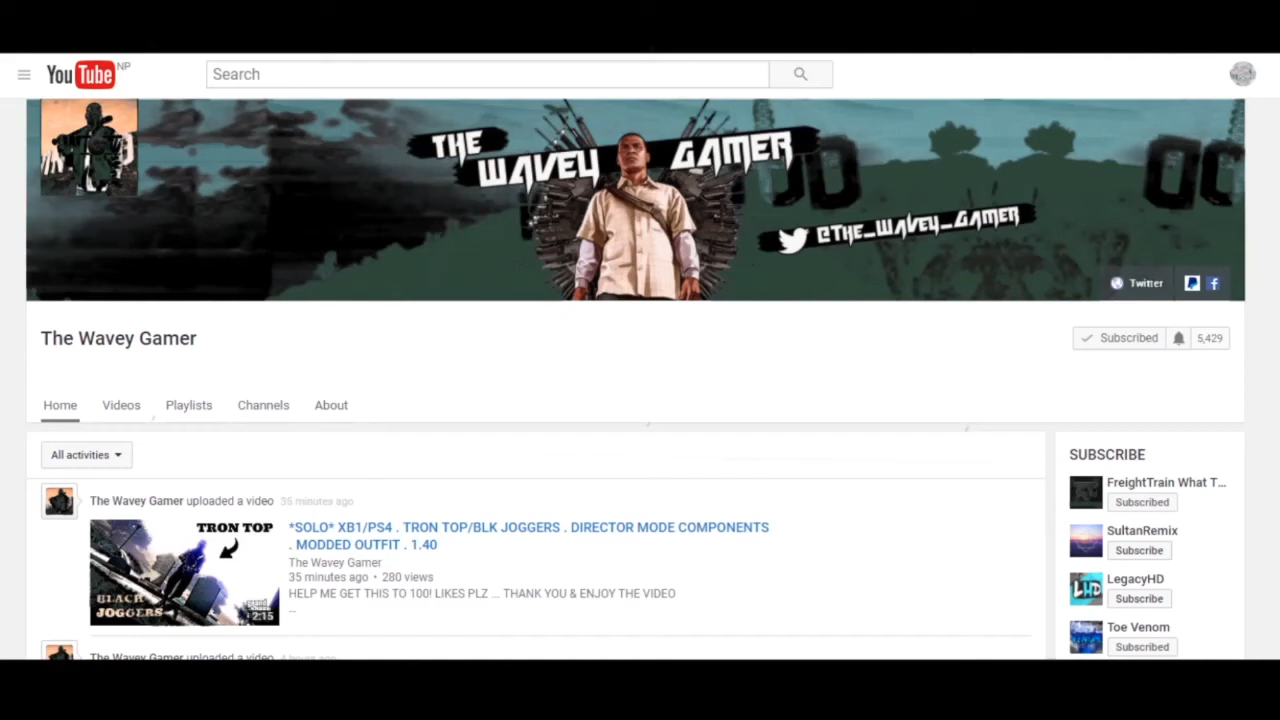 YouTube NP
Search
THE
WAVEY GAMER
@THE_WAVEY_GAMER
Twitter
The Wavey Gamer
Subscribed 5,429
Home Videos Playlists Channels About
All activities
The Wavey Gamer uploaded a video 35 minutes ago
TRON TOP
BLACK
JOGGERS
2:15
*SOLO* XB1/PS4 . TRON TOP/BLK JOGGERS . DIRECTOR MODE COMPONENTS
. MODDED OUTFIT . 1.40
The Wavey Gamer
35 minutes ago • 280 views
HELP ME GET THIS TO 100! LIKES PLZ ... THANK YOU & ENJOY THE VIDEO
...
The Wavey Gamer uploaded a video 4 hours ago
SUBSCRIBE
FreightTrain What T...
Subscribed
SultanRemix
Subscribe
LegacyHD
Subscribe
Toe Venom
Subscribed